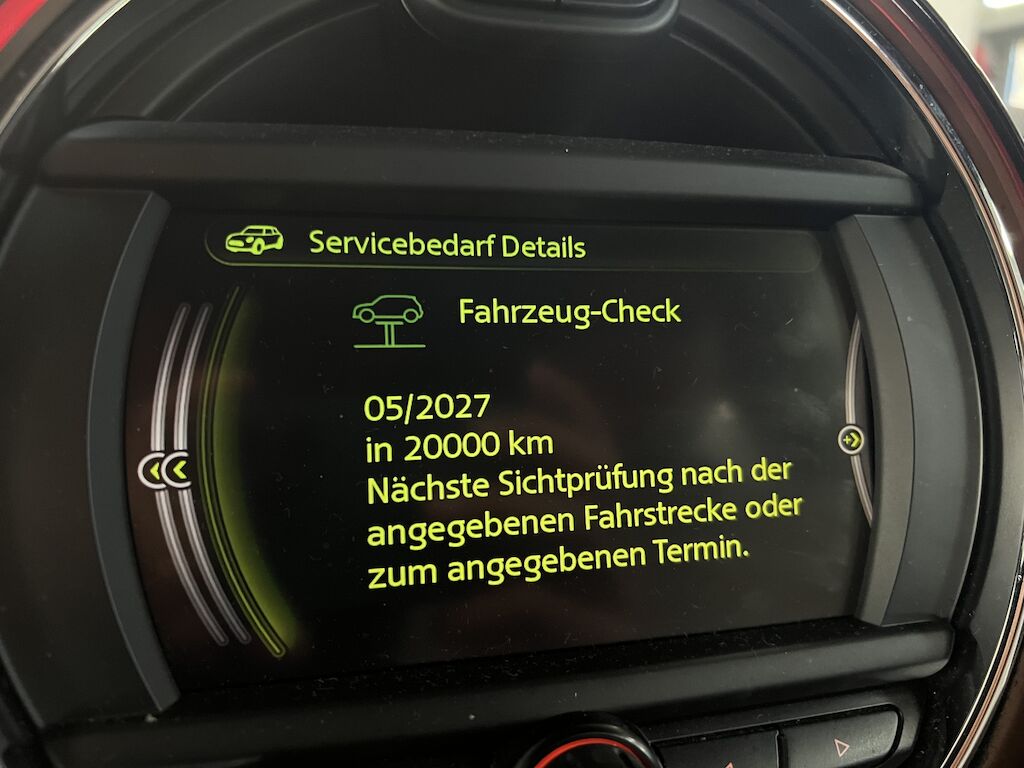 Servicebedarf Details
Fahrzeug-Check
05/2027
in 20000 km
Nächste Sichtprüfung nach der
angegebenen Fahrstrecke oder
zum angegebenen Termin.